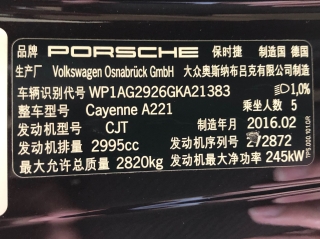 品牌 PORSCHE 保时捷 制造国 德国
生产厂 Volkswagen Osnabrück GmbH 大众奥斯纳布吕克有限公司制造
车辆识别代号 WP1AG2926GKA21383 1,0%
整车型号 Cayenne A221 乘坐人数 5
发动机型号 CJT 制造年月 2016.02
发动机排量 2995cc 发动机序列号 272872
最大允许总质量 2820kg 发动机最大净功率 245kW